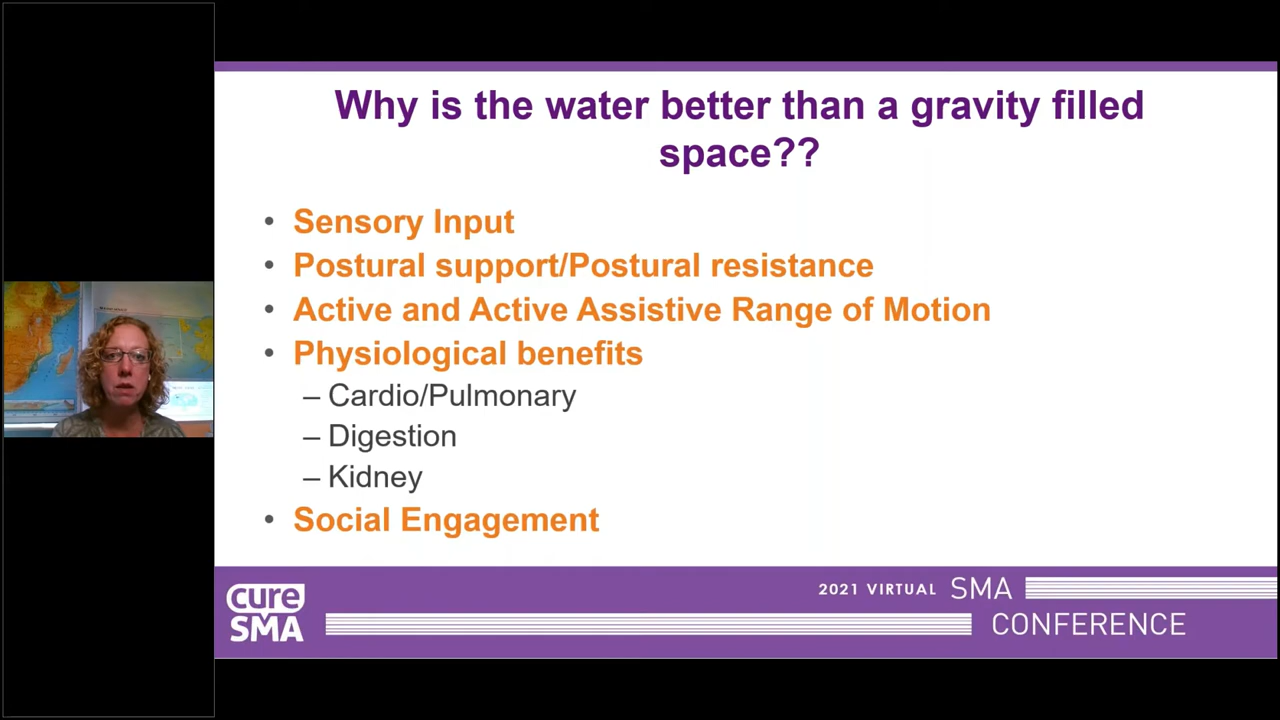 Why is the water better than a gravity filled
space??
• Sensory Input
• Postural support/Postural resistance
• Active and Active Assistive Range of Motion
• Physiological benefits
– Cardio/Pulmonary
– Digestion
– Kidney
• Social Engagement
cure
SMA
2021 VIRTUAL SMA
CONFERENCE